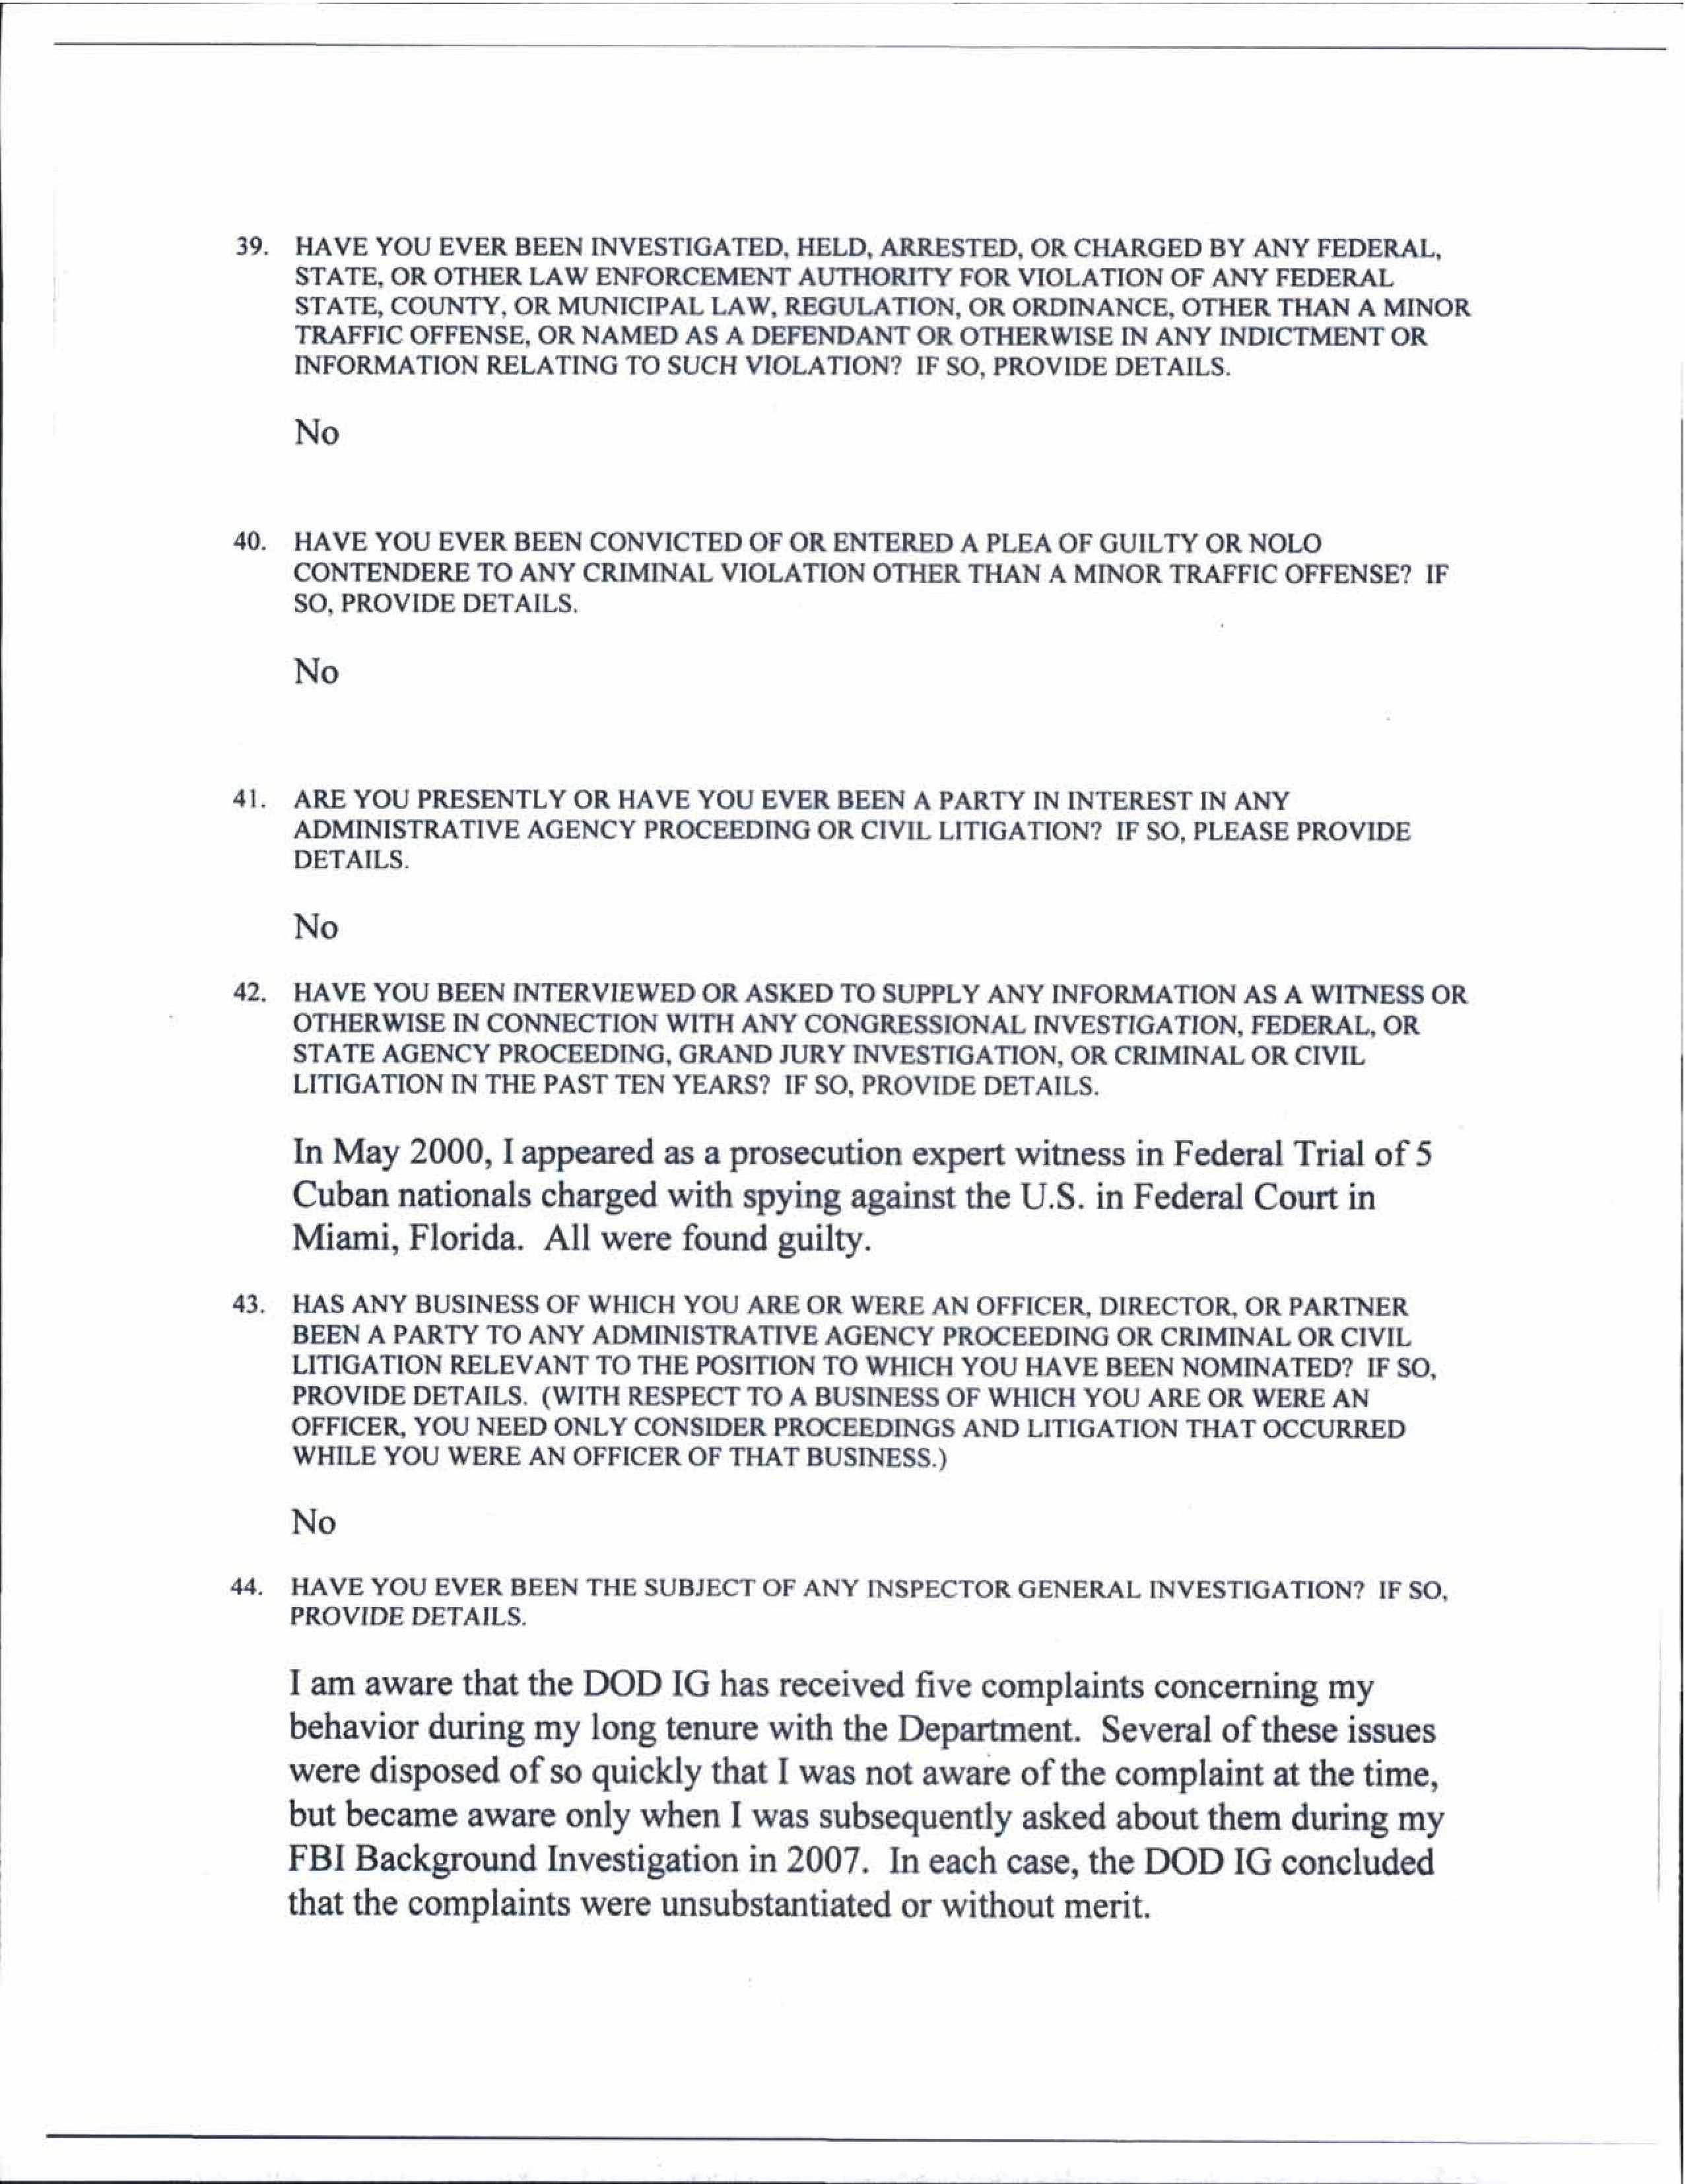 39. HAVE YOU EVER BEEN INVESTIGATED, HELD, ARRESTED, OR CHARGED BY ANY FEDERAL,
STATE, OR OTHER LAW ENFORCEMENT AUTHORITY FOR VIOLATION OF ANY FEDERAL
STATE, COUNTY, OR MUNICIPAL LAW, REGULATION, OR ORDINANCE, OTHER THAN A MINOR
TRAFFIC OFFENSE, OR NAMED AS A DEFENDANT OR OTHERWISE IN ANY INDICTMENT OR
INFORMATION RELATING TO SUCH VIOLATION? IF SO, PROVIDE DETAILS.
No
40. HAVE YOU EVER BEEN CONVICTED OF OR ENTERED A PLEA OF GUILTY OR NOLO
CONTENDERE TO ANY CRIMINAL VIOLATION OTHER THAN A MINOR TRAFFIC OFFENSE? IF
SO, PROVIDE DETAILS.
No
41. ARE YOU PRESENTLY OR HAVE YOU EVER BEEN A PARTY IN INTEREST IN ANY
ADMINISTRATIVE AGENCY PROCEEDING OR CIVIL LITIGATION? IF SO, PLEASE PROVIDE
DETAILS.
No
42. HAVE YOU BEEN INTERVIEWED OR ASKED TO SUPPLY ANY INFORMATION AS A WITNESS OR
OTHERWISE IN CONNECTION WITH ANY CONGRESSIONAL INVESTIGATION, FEDERAL, OR
STATE AGENCY PROCEEDING, GRAND JURY INVESTIGATION, OR CRIMINAL OR CIVIL
LITIGATION IN THE PAST TEN YEARS? IF SO, PROVIDE DETAILS.
In May 2000, I appeared as a prosecution expert witness in Federal Trial of 5
Cuban nationals charged with spying against the U.S. in Federal Court in
Miami, Florida. All were found guilty.
43. HAS ANY BUSINESS OF WHICH YOU ARE OR WERE AN OFFICER, DIRECTOR, OR PARTNER
BEEN A PARTY TO ANY ADMINISTRATIVE AGENCY PROCEEDING OR CRIMINAL OR CIVIL
LITIGATION RELEVANT TO THE POSITION TO WHICH YOU HAVE BEEN NOMINATED? IF SO,
PROVIDE DETAILS. (WITH RESPECT TO A BUSINESS OF WHICH YOU ARE OR WERE AN
OFFICER, YOU NEED ONLY CONSIDER PROCEEDINGS AND LITIGATION THAT OCCURRED
WHILE YOU WERE AN OFFICER OF THAT BUSINESS.)
No
44. HAVE YOU EVER BEEN THE SUBJECT OF ANY INSPECTOR GENERAL INVESTIGATION? IF SO,
PROVIDE DETAILS.
I am aware that the DOD IG has received five complaints concerning my
behavior during my long tenure with the Department. Several of these issues
were disposed of so quickly that I was not aware of the complaint at the time,
but became aware only when I was subsequently asked about them during my
FBI Background Investigation in 2007. In each case, the DOD IG concluded
that the complaints were unsubstantiated or without merit.